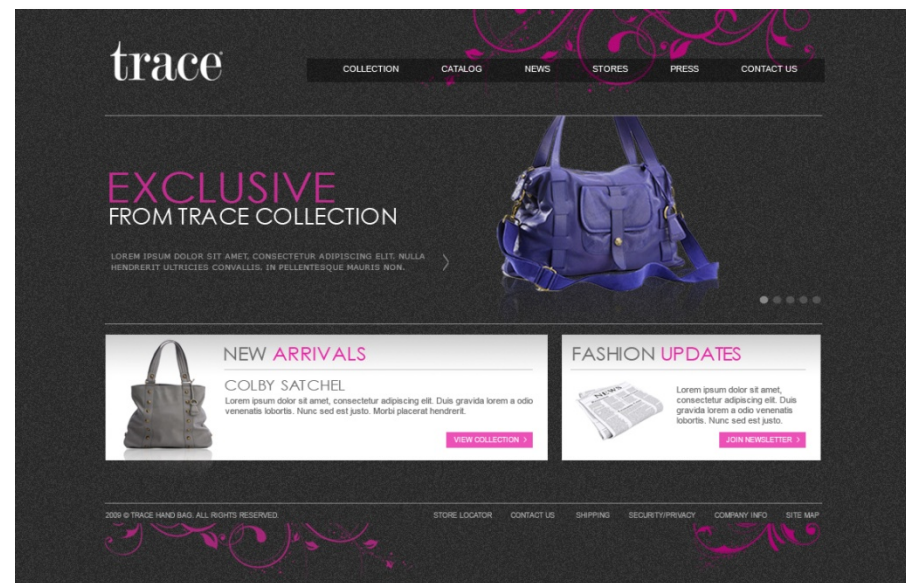 trace
COLLECTION CATALOG NEWS STORES PRESS CONTACT US
EXCLUSIVE
FROM TRACE COLLECTION
LOREM IPSUM DOLOR SIT AMET, CONSECTETUR ADIPISCING ELIT. NULLA
HENDRERIT ULTRICIES CONVALLIS. IN PELLENTESQUE MAURIS NON.
NEW ARRIVALS
COLBY SATCHEL
Lorem ipsum dolor sit amet, consectetur adipiscing elit. Duis gravida lorem a odio
venenatis lobortis. Nunc sed est justo. Morbi placerat hendrerit.
VIEW COLLECTION >
FASHION UPDATES
NEWS
Lorem ipsum dolor sit amet,
consectetur adipiscing elit. Duis
gravida lorem a odio venenatis
lobortis. Nunc sed est justo.
JOIN NEWSLETTER >
2009 © TRACE HAND BAG. ALL RIGHTS RESERVED.
STORE LOCATOR CONTACT US SHIPPING SECURITY/PRIVACY COMPANY INFO SITE MAP